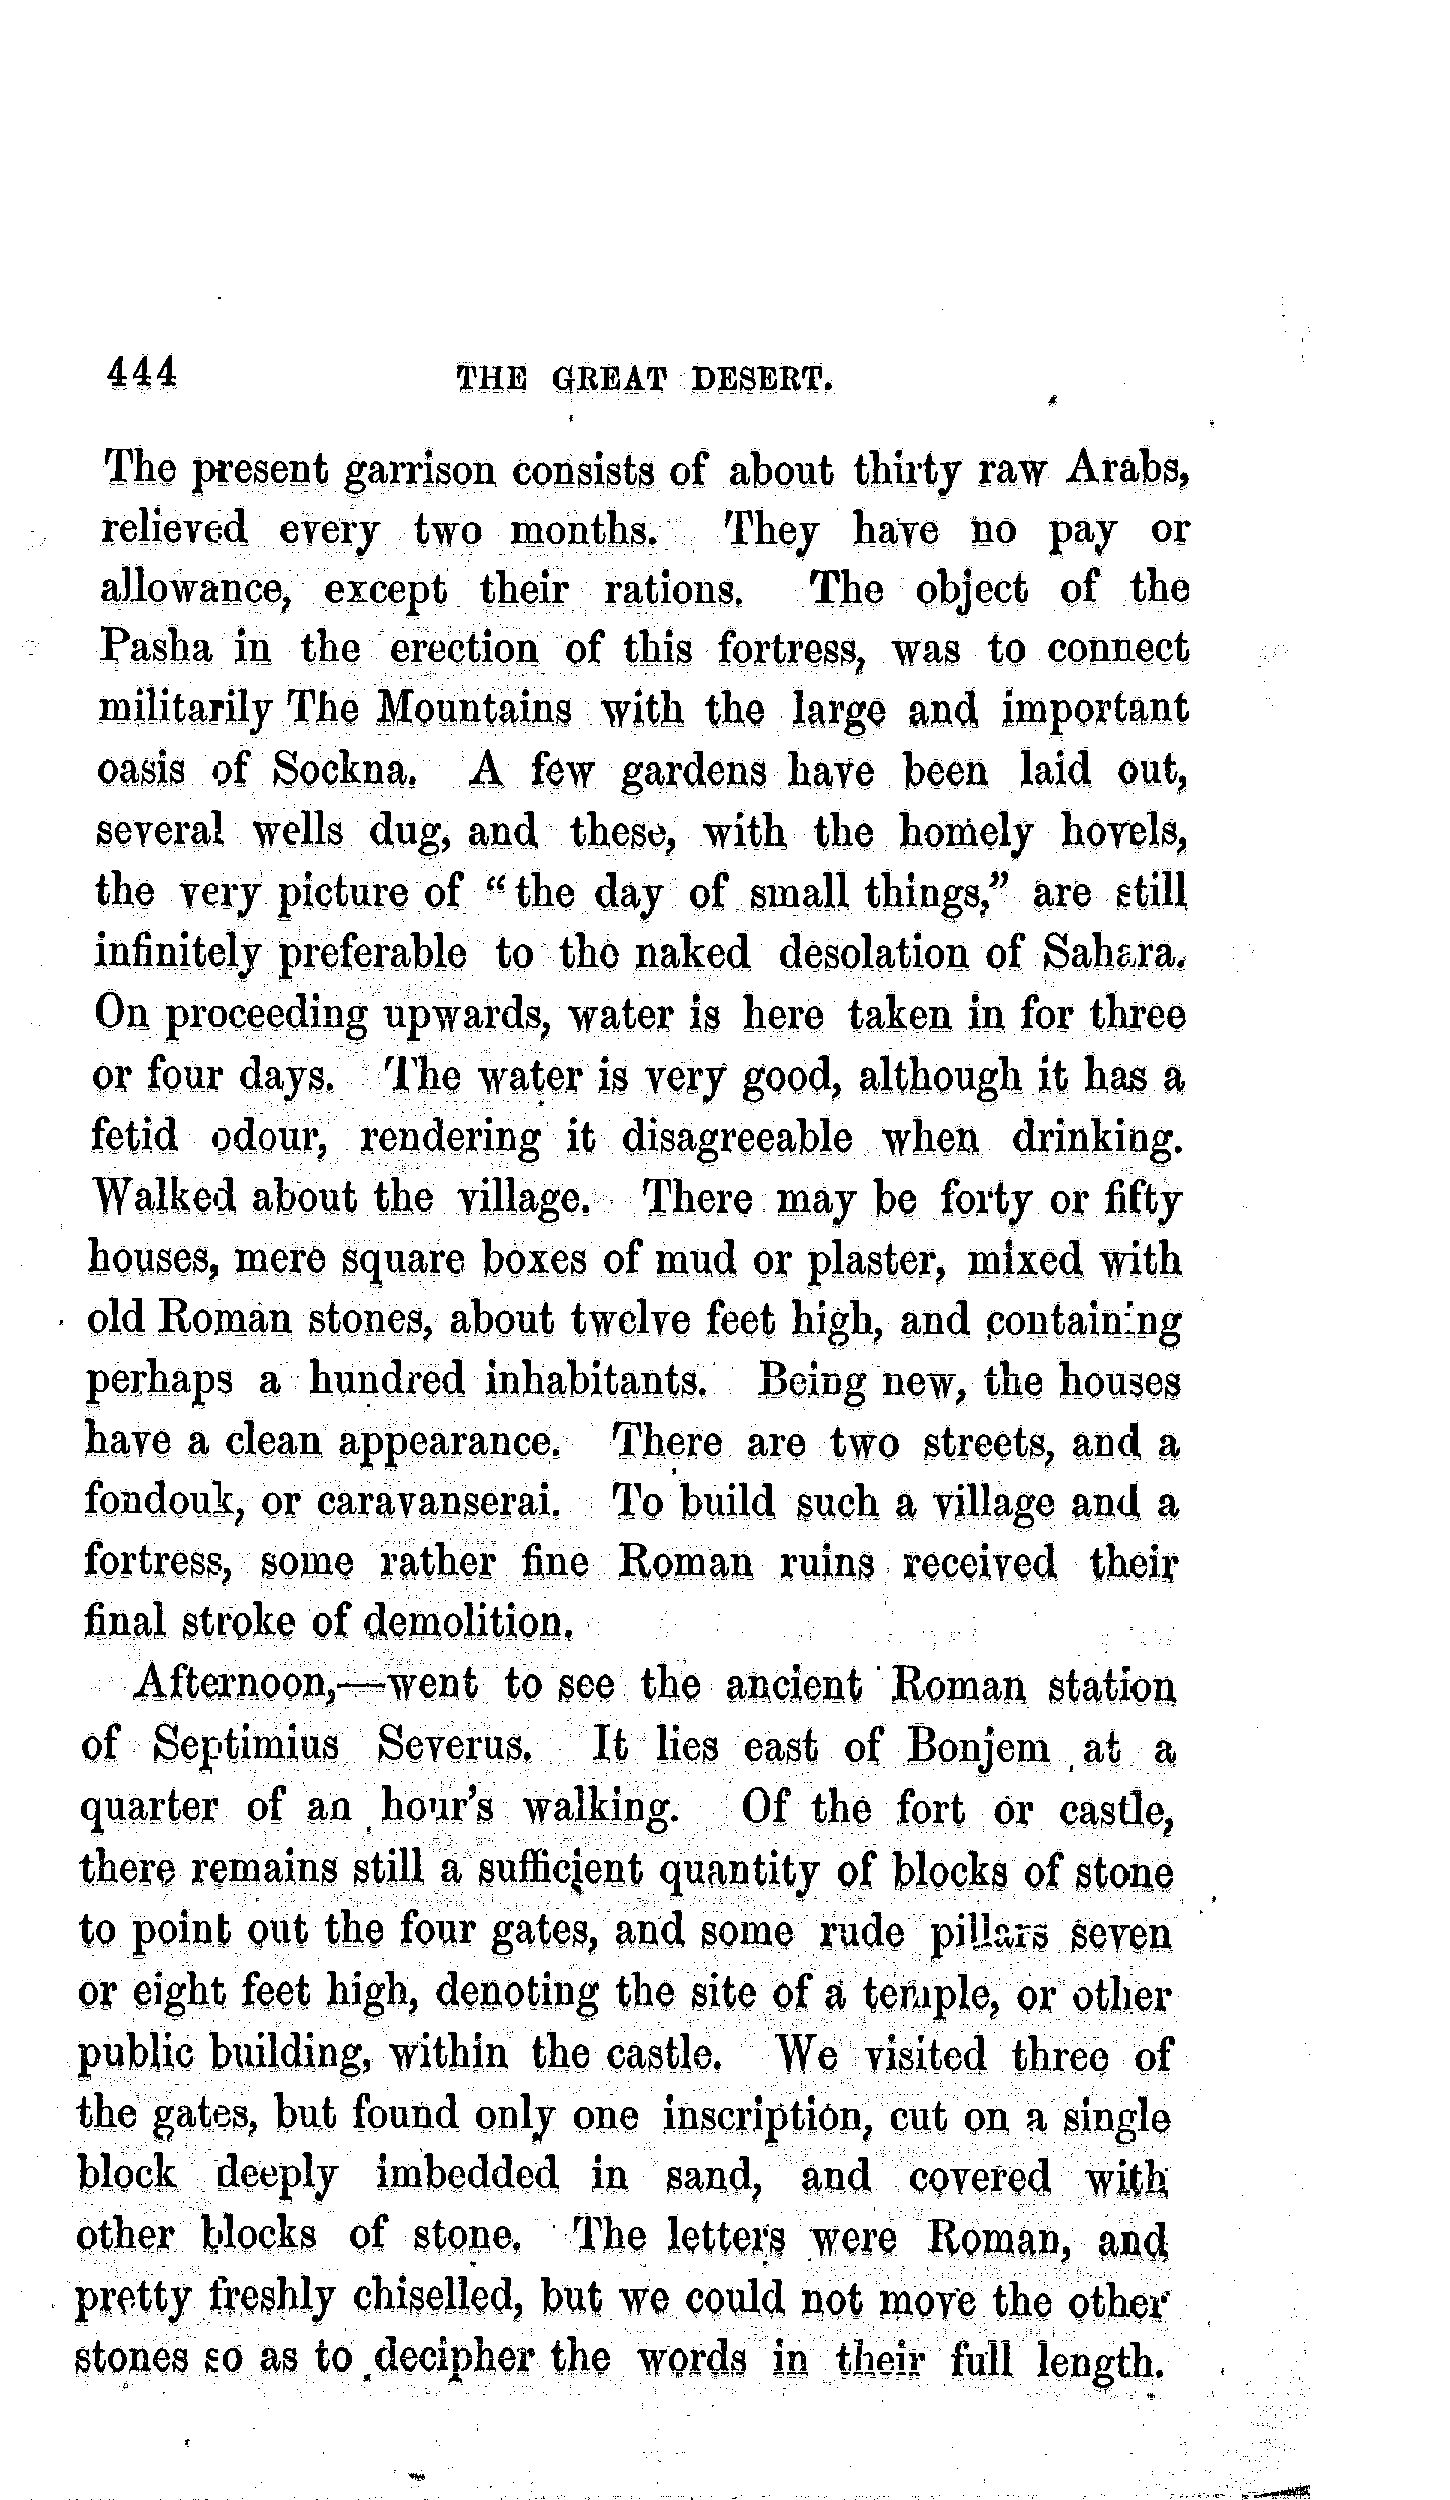 444 THE GREAT DESERT.
The present garrison consists of about thirty raw Arabs,
relieved every two months. They have no pay or
allowance, except their rations. The object of the
Pasha in the erection of this fortress, was to connect
militarily The Mountains with the large and important
oasis of Sockna. A few gardens have been laid out,
several wells dug, and these, with the homely hovels,
the very picture of “the day of small things,” are still
infinitely preferable to the naked desolation of Sahara.
On proceeding upwards, water is here taken in for three
or four days. The water is very good, although it has a
fetid odour, rendering it disagreeable when drinking.
Walked about the village. There may be forty or fifty
houses, mere square boxes of mud or plaster, mixed with
old Roman stones, about twelve feet high, and containing
perhaps a hundred inhabitants. Being new, the houses
have a clean appearance. There are two streets, and a
fondouk, or caravanserai. To build such a village and a
fortress, some rather fine Roman ruins received their
final stroke of demolition.
Afternoon,—went to see the ancient Roman station
of Septimius Severus. It lies east of Bonjem at a
quarter of an hour's walking. Of the fort or castle,
there remains still a sufficient quantity of blocks of stone
to point out the four gates, and some rude pillars seven
or eight feet high, denoting the site of a temple, or other
public building, within the castle. We visited three of
the gates, but found only one inscription, cut on a single
block deeply imbedded in sand, and covered with
other blocks of stone. The letters were Roman, and
pretty freshly chiselled, but we could not move the other
stones so as to decipher the words in their full length.